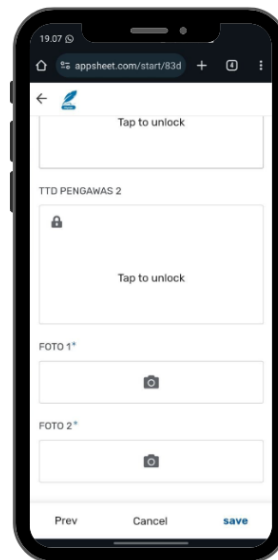 19.07
appsheet.com/start/83d
4
Tap to unlock
TTD PENGAWAS 2
Tap to unlock
FOTO 1*
FOTO 2*
Prev Cancel save